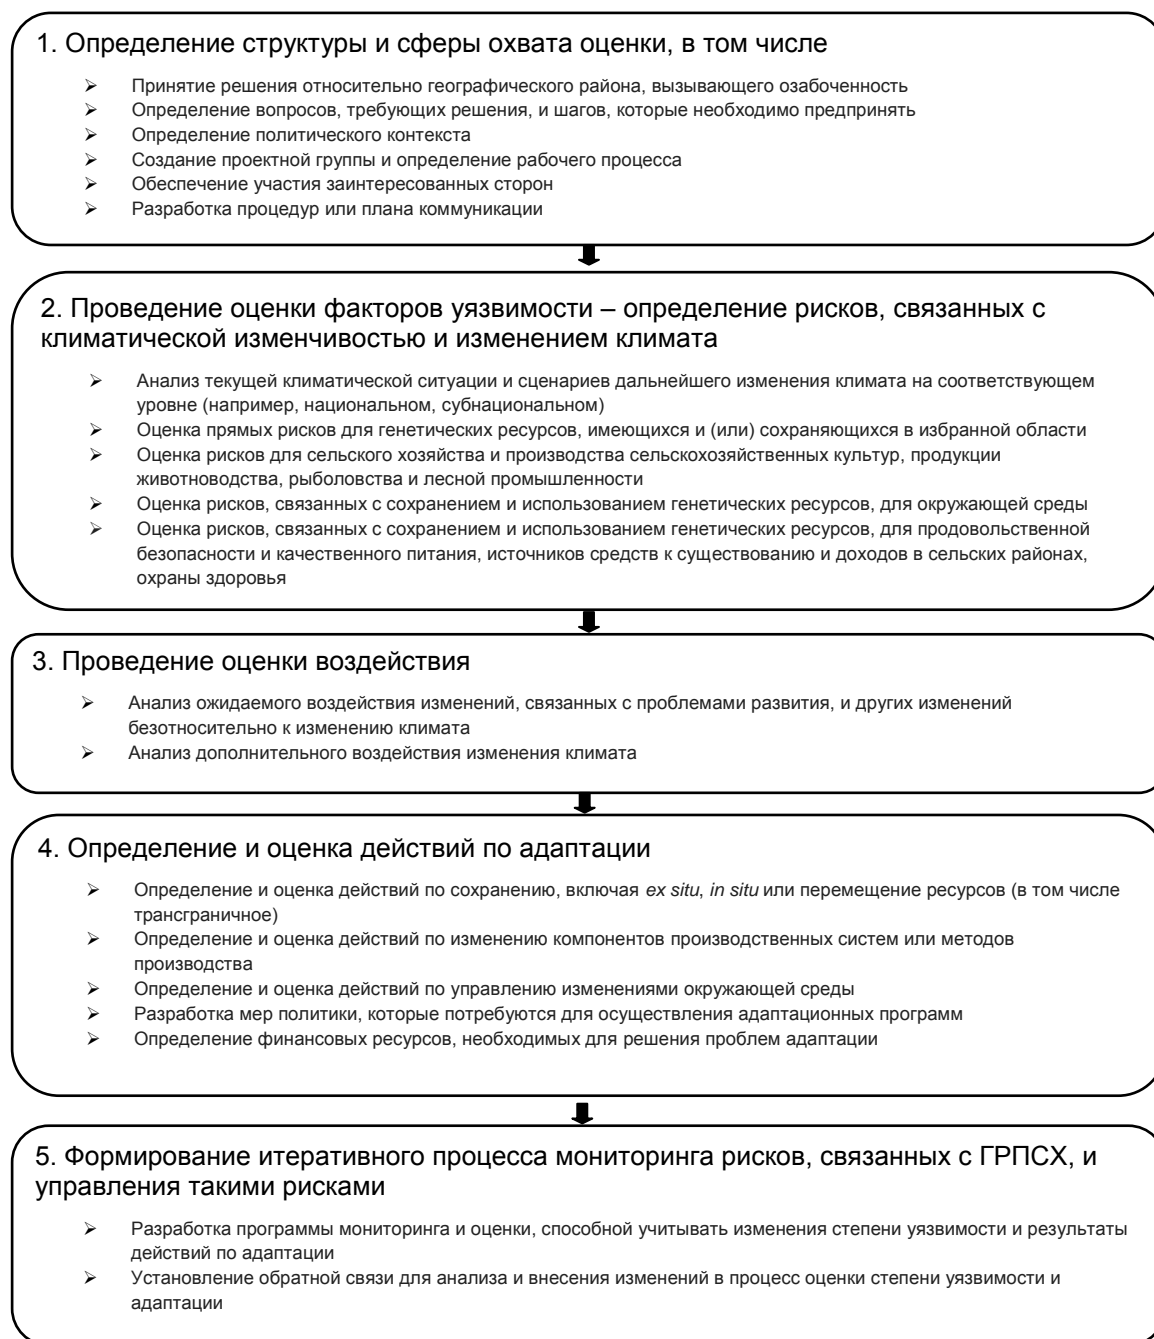 1. Определение структуры и сферы охвата оценки, в том числе
➢ Принятие решения относительно географического район, вызывающего озабоченность
➢ Определение вопросов, требующих решения, и шагов, которые необходимо предпринять
➢ Определение политического контекста
➢ Создание проектной группы и определение рабочего процесса
➢ Обеспечение участия заинтересованных сторон
➢ Разработка процедур или плана коммуникации
2. Проведение оценки факторов уязвимости – определение рисков, связанных с
климатической изменчивостью и изменением климата
➢ Анализ текущей климатической ситуации и сценариев дальнейшего изменения климата на соответствующем
уровне (например, национальном, субнациональном)
➢ Оценка прямых рисков для генетических ресурсов, имеющихся и (или) сохраняющихся в избранной области
➢ Оценка рисков для сельского хозяйства и производства сельскохозяйственных культур, продукции
животноводства, рыболовства и лесной промышленности
➢ Оценка рисков, связанных с сохранением и использованием генетических ресурсов, для окружающей среды
➢ Оценка рисков, связанных с сохранением и использованием генетических ресурсов, для продовольственной
безопасности и качественного питания, источников средств к существованию и доходов в сельских районах,
охраны здоровья
3. Проведение оценки воздействия
➢ Анализ ожидаемого воздействия изменений, связанных с проблемами развития, и других изменений
безотносительно к изменению климата
➢ Анализ дополнительного воздействия изменения климата
4. Определение и оценка действий по адаптации
➢ Определение и оценка действий по сохранению, включая ex situ, in situ или перемещение ресурсов (в том числе
трансграничное)
➢ Определение и оценка действий по изменению компонентов производственных систем или методов
производства
➢ Определение и оценка действий по управлению изменениями окружающей среды
➢ Разработка мер политики, которые потребуются для осуществления адаптационных программ
➢ Определение финансовых ресурсов, необходимых для решения проблем адаптации
5. Формирование итеративного процесса мониторинга рисков, связанных с ГРПСХ, и
управления такими рисками
➢ Разработка программы мониторинга и оценки, способной учитывать изменения степени уязвимости и результаты
действий по адаптации
➢ Установление обратной связи для анализа и внесения изменений в процесс оценки степени уязвимости и
адаптации